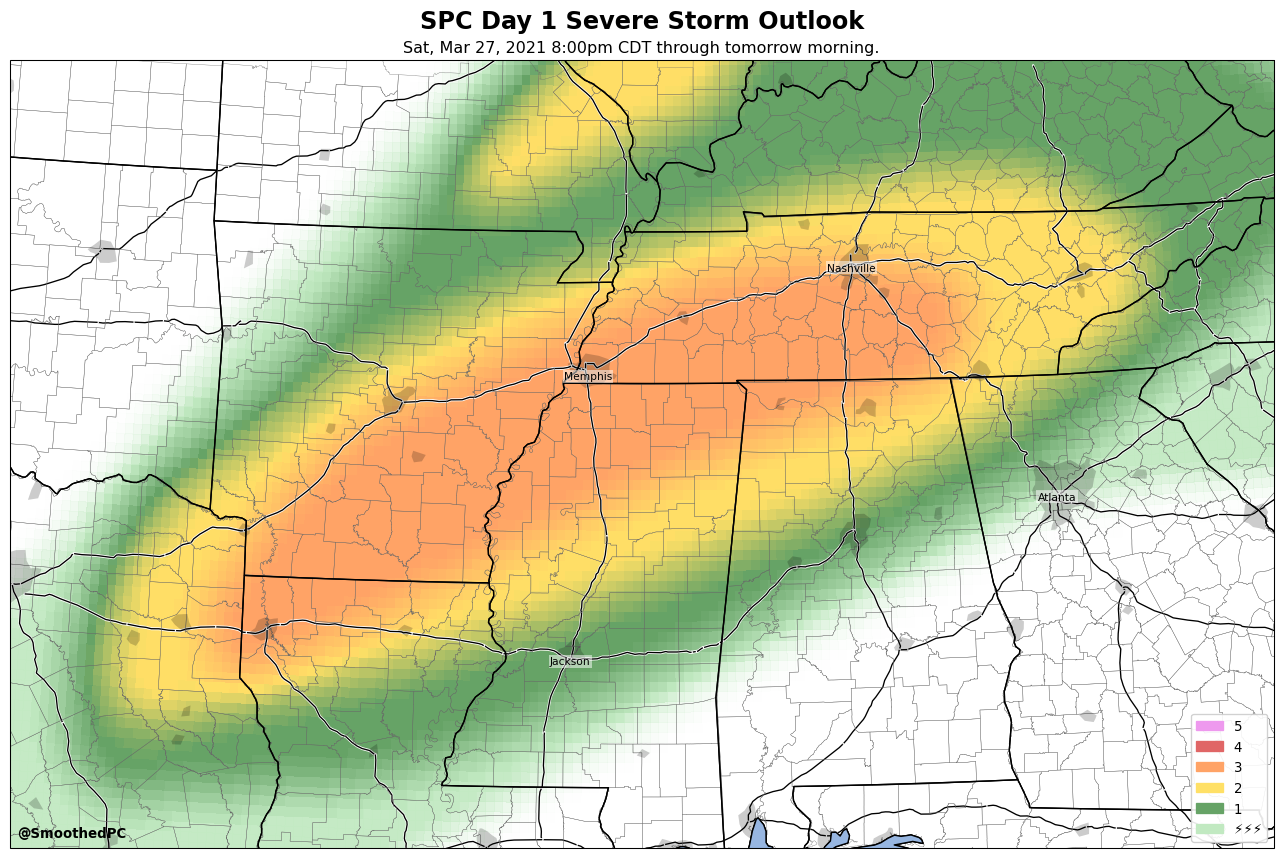 SPC Day 1 Severe Storm Outlook
Sat, Mar 27, 2021 8:00pm CDT through tomorrow morning.
Nashville
Memphis
Atlanta
Jackson
5
4
3
2
1
⚡⚡⚡
@SmoothedPC